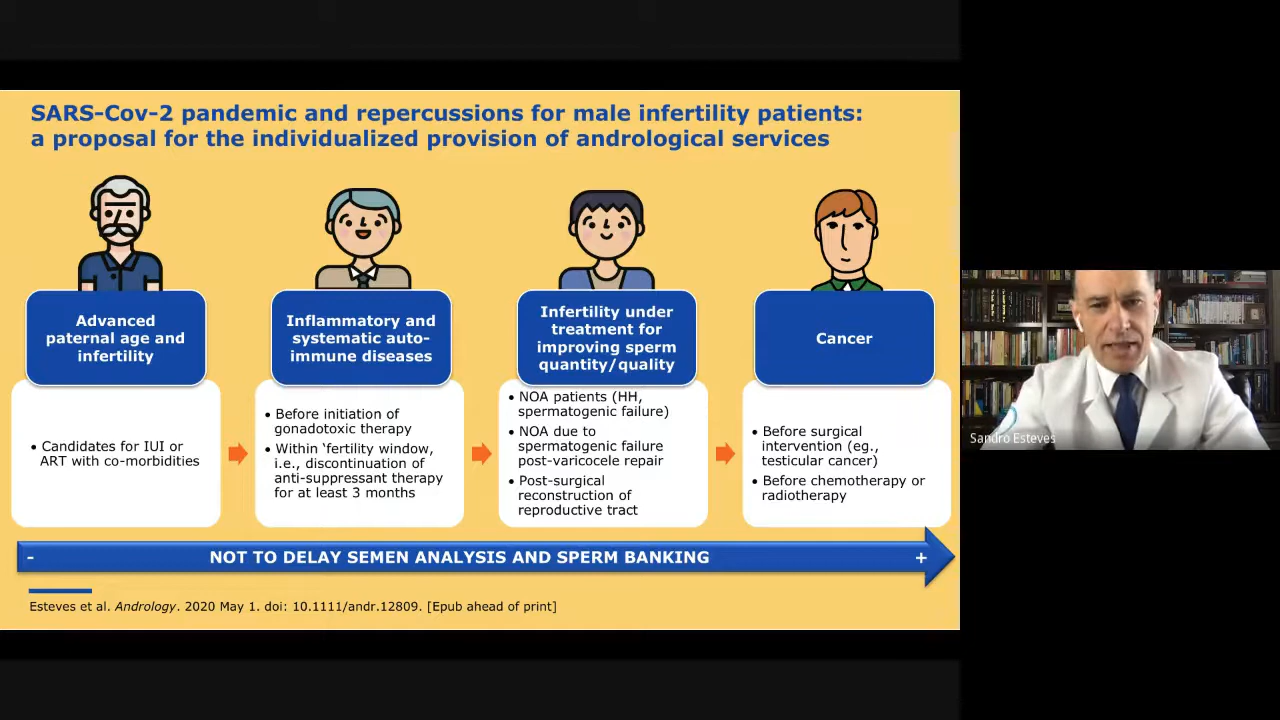 SARS-Cov-2 pandemic and repercussions for male infertility patients:
a proposal for the individualized provision of andrological services
Advanced
paternal age and
infertility
• Candidates for IUI or
ART with co-morbidities
Inflammatory and
systematic auto-
immune diseases
• Before initiation of
gonadotoxic therapy
• Within ‘fertility window,
i.e., discontinuation of
anti-suppressant therapy
for at least 3 months
Infertility under
treatment for
improving sperm
quantity/quality
• NOA patients (HH,
spermatogenic failure)
• NOA due to
spermatogenic failure
post-varicocele repair
• Post-surgical
reconstruction of
reproductive tract
Cancer
• Before surgical
intervention (eg.,
testicular cancer)
• Before chemotherapy or
radiotherapy
- NOT TO DELAY SEMEN ANALYSIS AND SPERM BANKING +
Esteves et al. Andrology. 2020 May 1. doi: 10.1111/andr.12809. [Epub ahead of print]
Sandro Esteves